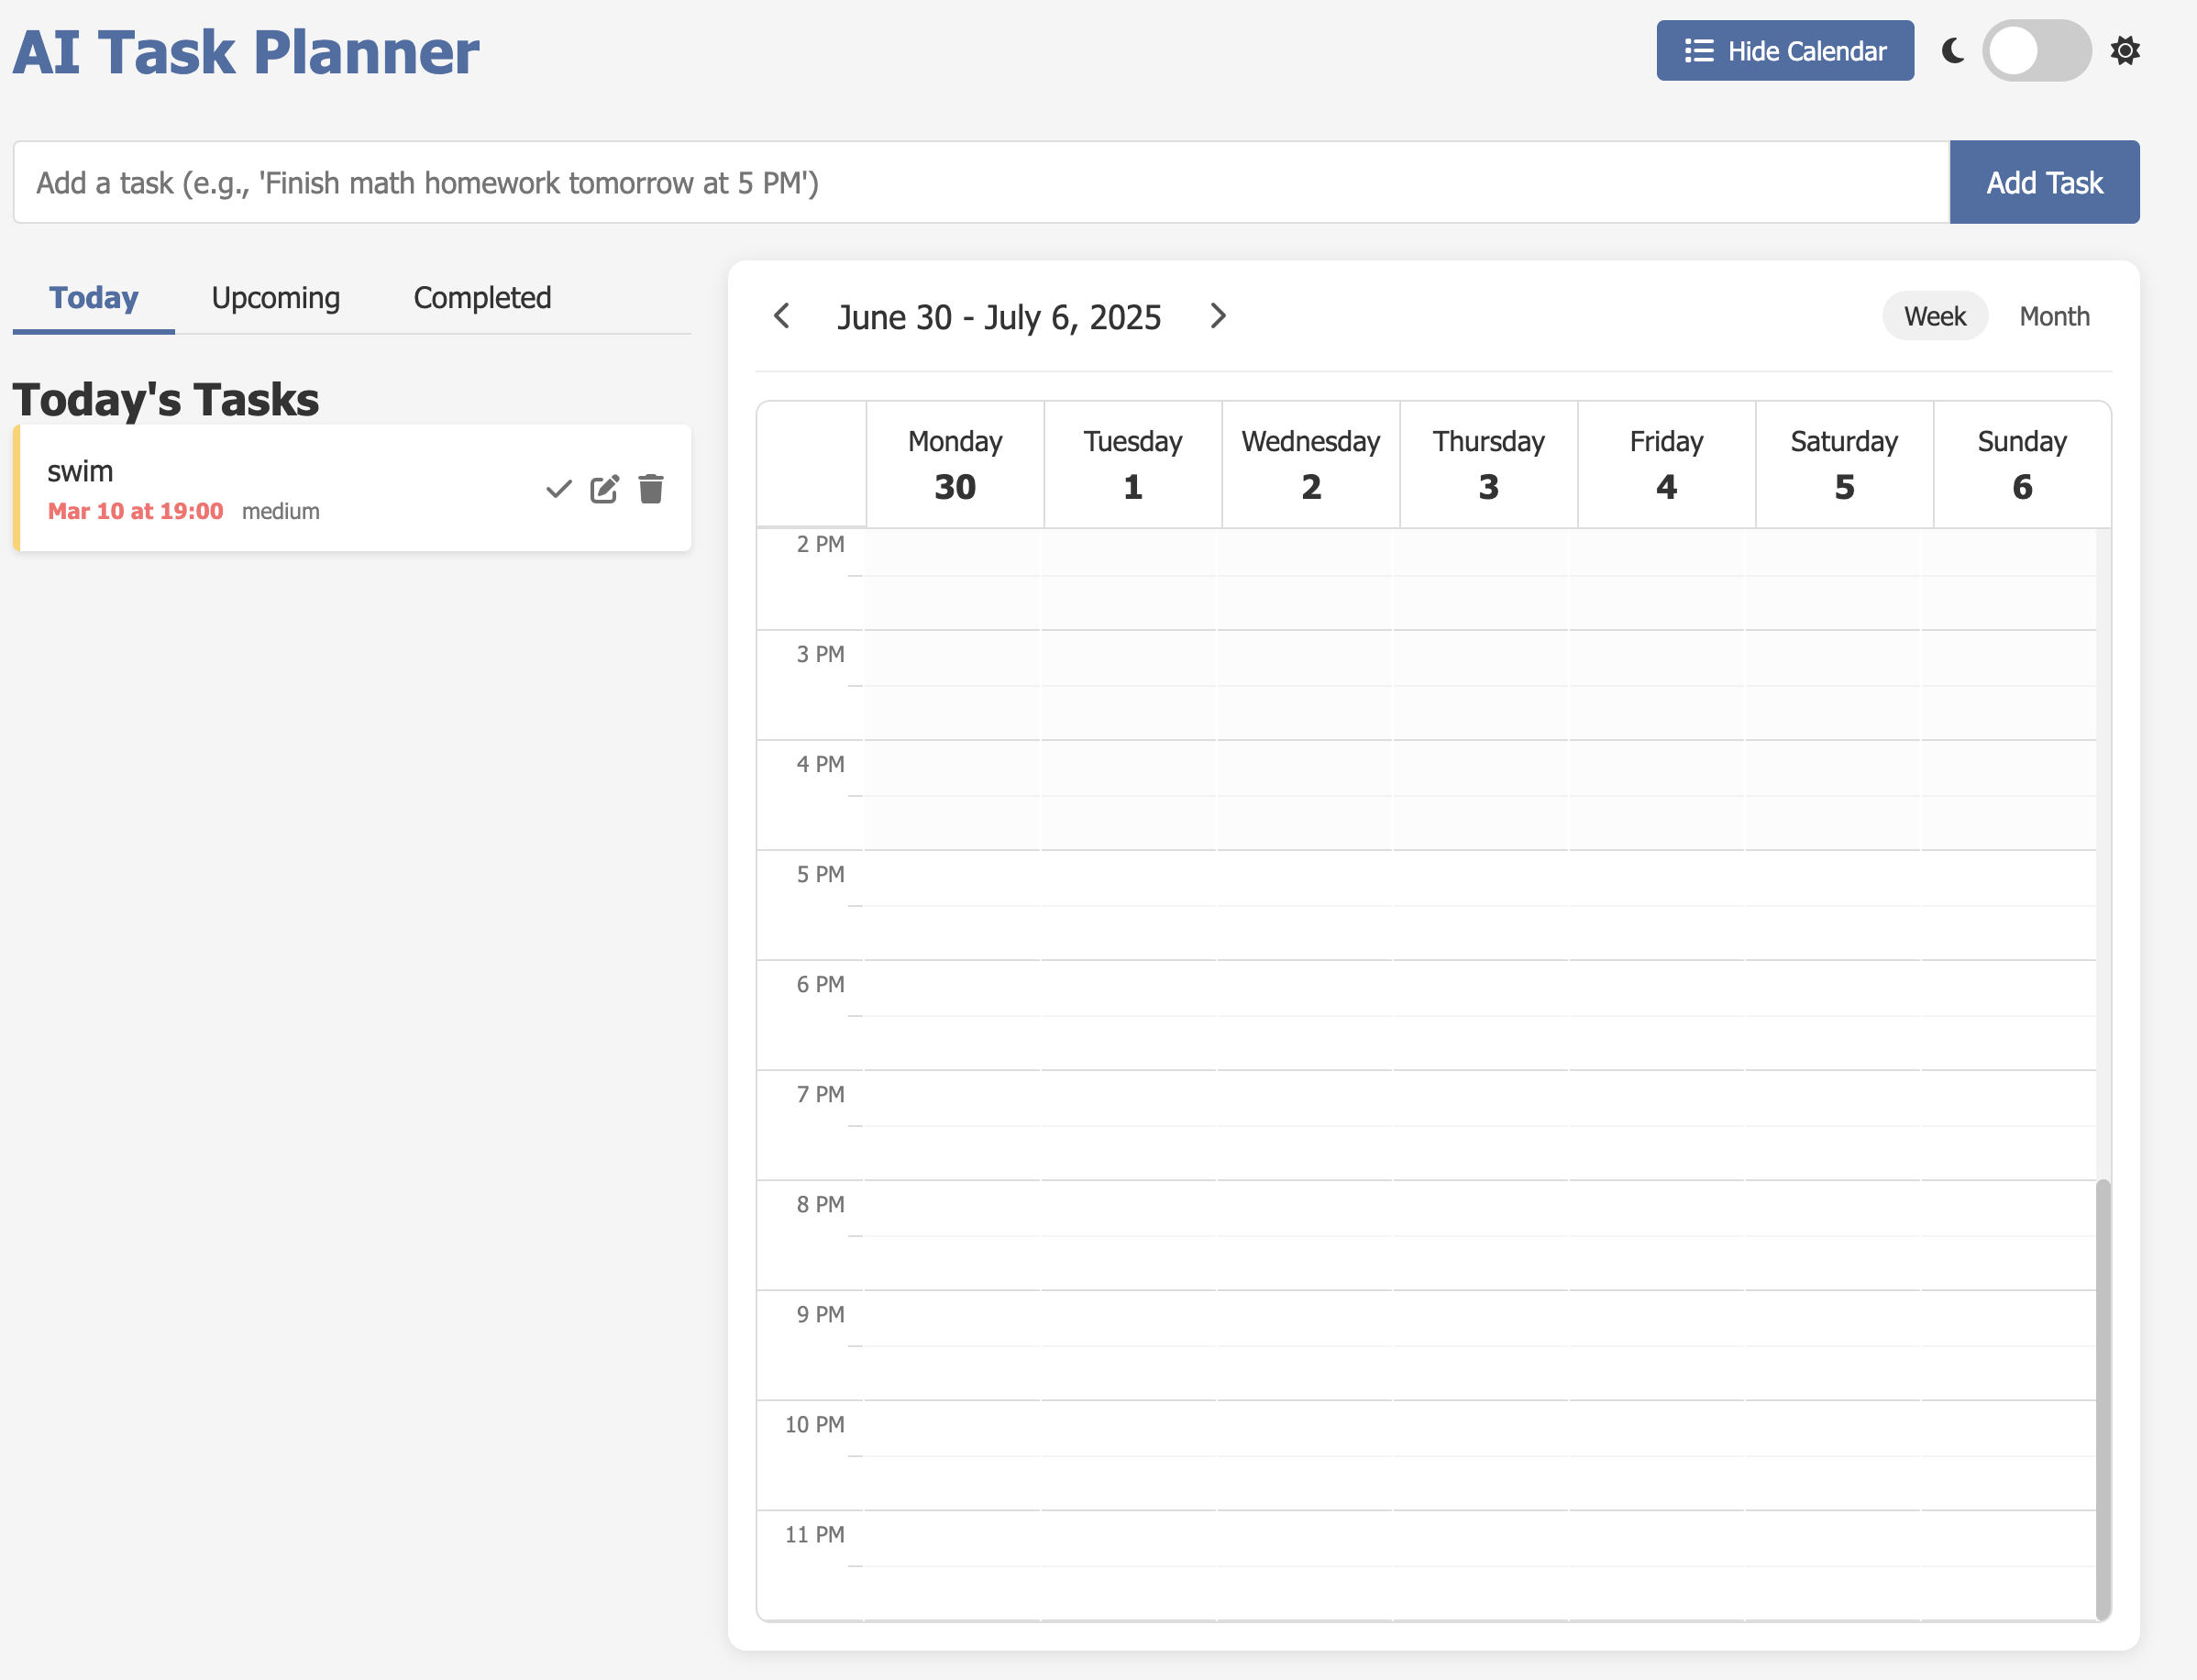 AI Task Planner
Hide Calendar
Add a task (e.g., 'Finish math homework tomorrow at 5 PM')
Add Task
Today Upcoming Completed
Today's Tasks
swim
Mar 10 at 19:00 medium
June 30 - July 6, 2025
Week Month
Monday Tuesday Wednesday Thursday Friday Saturday Sunday
30 1 2 3 4 5 6
2 PM
3 PM
4 PM
5 PM
6 PM
7 PM
8 PM
9 PM
10 PM
11 PM